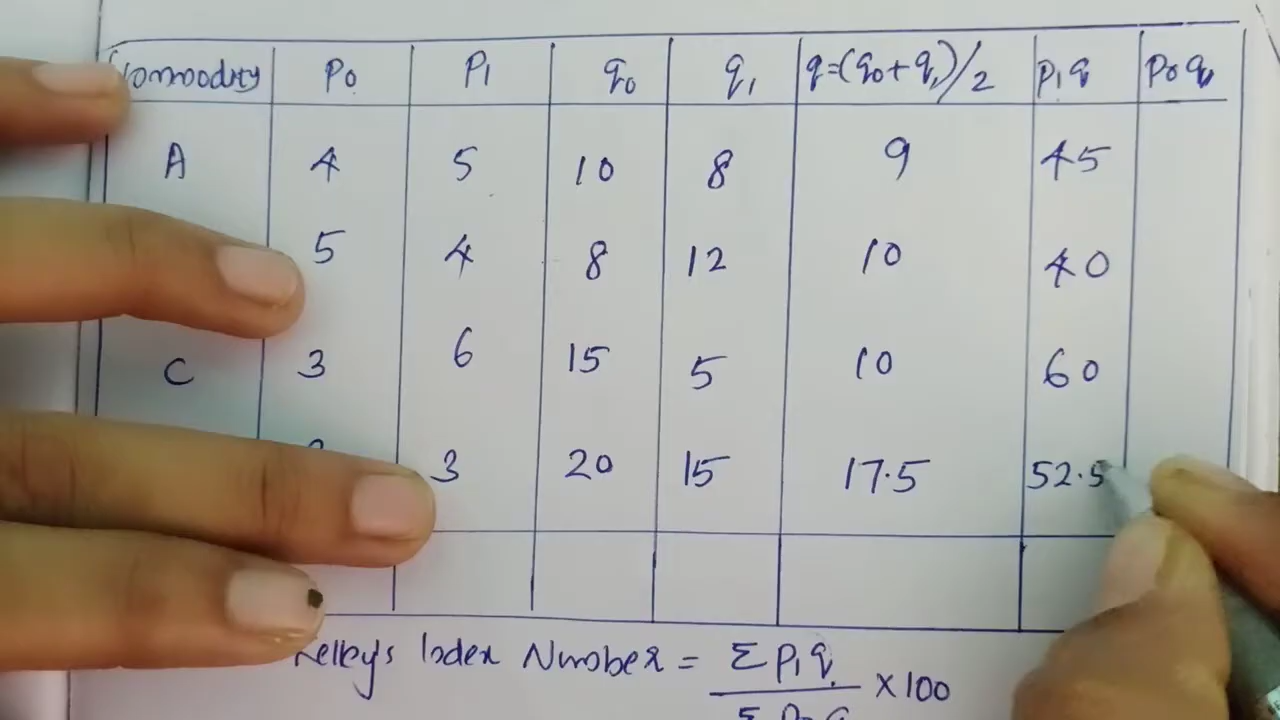 Commodity P0 P1 q0 q1 q=(q0+q1)/2 P1q P0q
A 4 5 10 8 9 45
5 4 8 12 10 40
C 3 6 15 5 10 60
3 20 15 17.5 52.5
Kelley's Index Number = ΣP1q / ΣP0q ×100